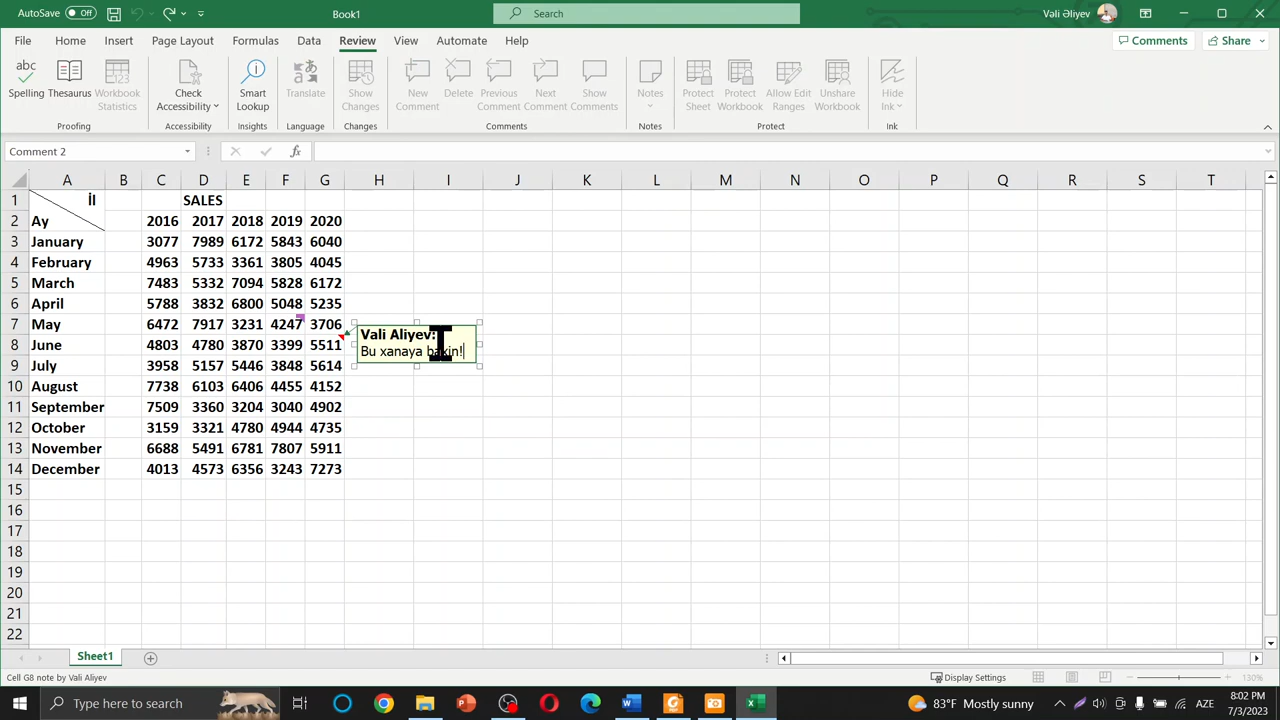 AutoSave Off Book1 Search Vəli Əliyev
File Home Insert Page Layout Formulas Data Review View Automate Help Comments Share
Spelling Thesaurus Workbook Statistics Check Accessibility Smart Lookup Translate Show Changes New Comment Delete Previous Comment Next Comment Show Comments Notes Protect Sheet Protect Workbook Allow Edit Ranges Unshare Workbook Hide Ink
Proofing Accessibility Insights Language Changes Comments Notes Protect Ink
Comment 2 fx
A B C D E F G H I J K L M N O P Q R S T
1 İl SALES
2 Ay 2016 2017 2018 2019 2020
3 January 3077 7989 6172 5843 6040
4 February 4963 5733 3361 3805 4045
5 March 7483 5332 7094 5828 6172
6 April 5788 3832 6800 5048 5235
7 May 6472 7917 3231 4247 3706
Vali Aliyev:
8 June 4803 4780 3870 3399 5511
Bu xanaya baxin!
9 July 3958 5157 5446 3848 5614
10 August 7738 6103 6406 4455 4152
11 September 7509 3360 3204 3040 4902
12 October 3159 3321 4780 4944 4735
13 November 6688 5491 6781 7807 5911
14 December 4013 4573 6356 3243 7273
15
16
17
18
19
20
21
22
Sheet1
Cell G8 note by Vali Aliyev Display Settings 130%
Type here to search 83°F Mostly sunny AZE 8:02 PM
7/3/2023